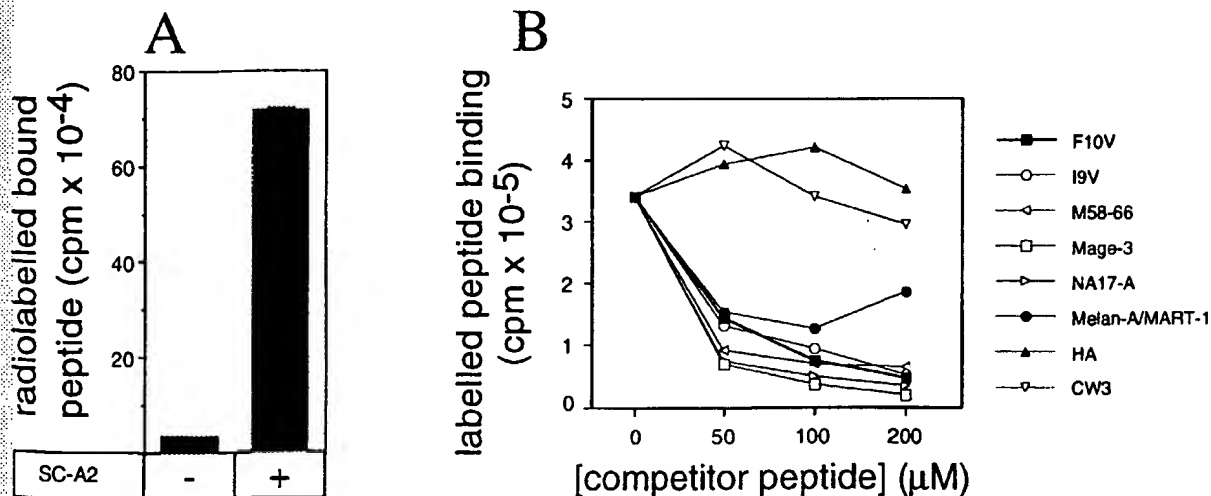 A
radiolabelled bound
peptide (cpm x 10-4)
80
60
40
20
SC-A2 - +
B
labelled peptide binding
(cpm x 10-5)
5
4
3
2
1
0
0 50 100 200
[competitor peptide] (μM)
F10V
I9V
M58-66
Mage-3
NA17-A
Melan-A/MART-1
HA
CW3